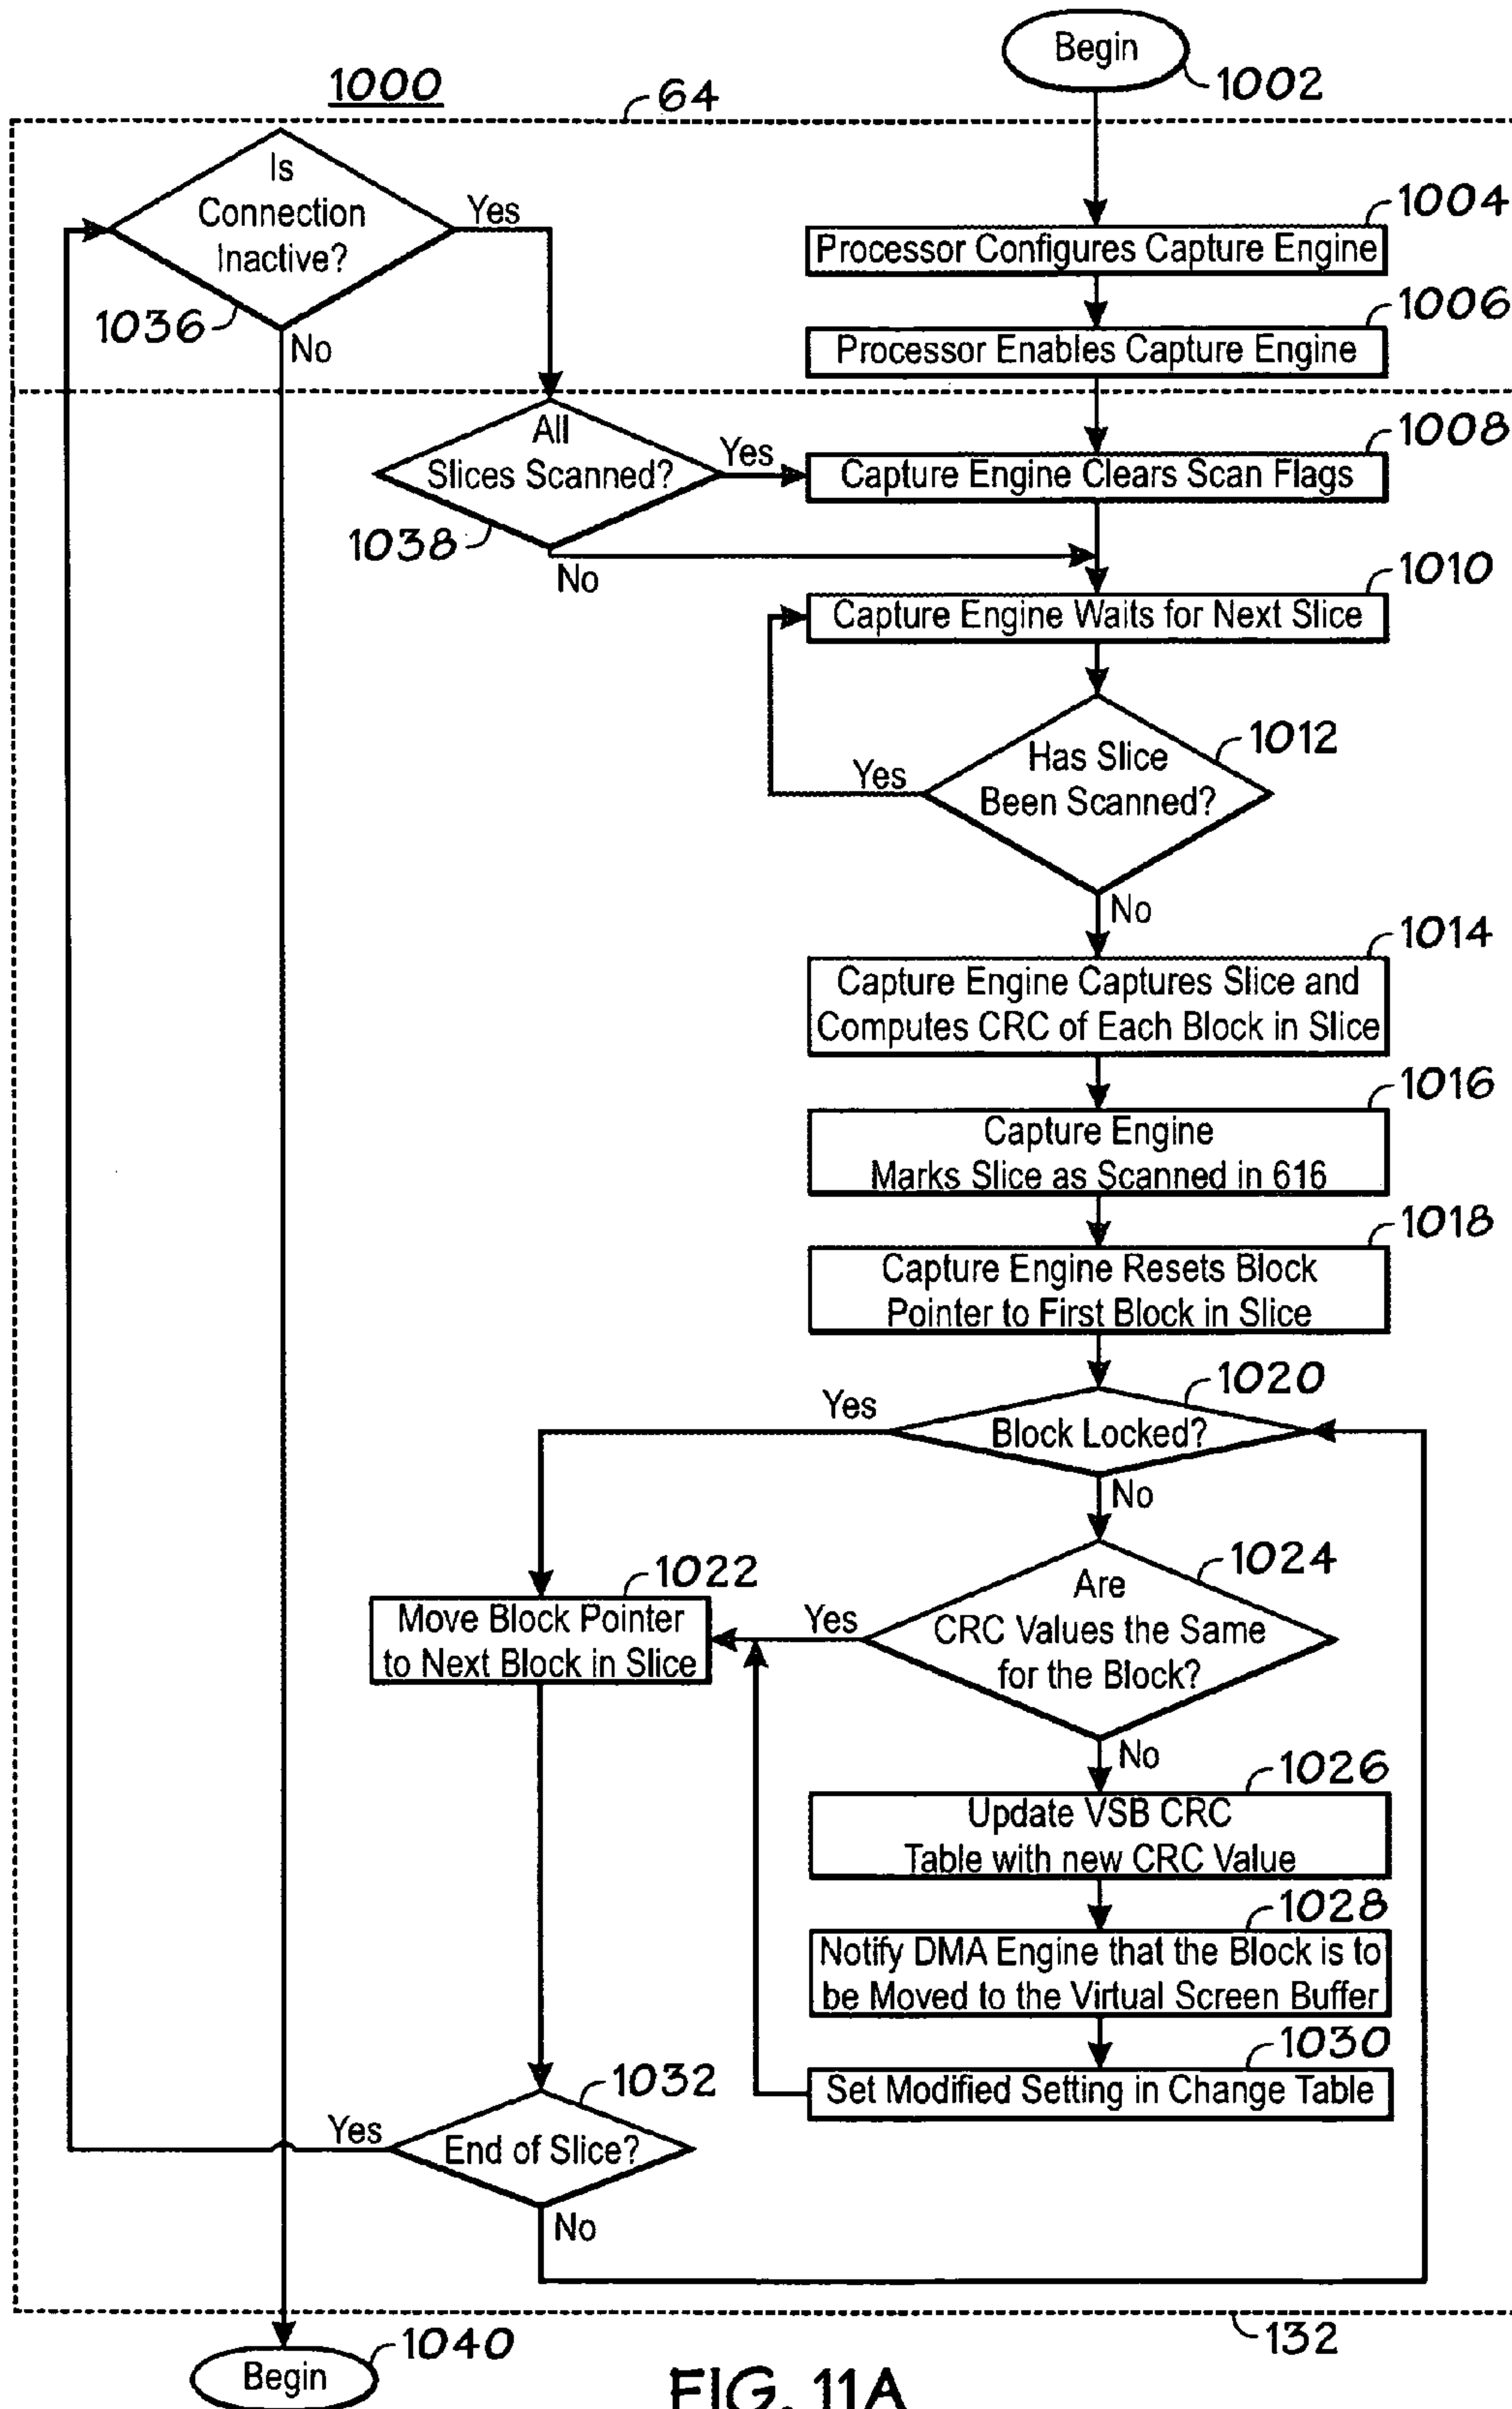 Begin
1002
1000
64
Is
Connection
Inactive?
Yes
1036
No
1004
Processor Configures Capture Engine
1006
Processor Enables Capture Engine
All
Slices Scanned?
Yes
1038
No
1008
Capture Engine Clears Scan Flags
1010
Capture Engine Waits for Next Slice
1012
Has Slice
Been Scanned?
Yes
No
1014
Capture Engine Captures Slice and
Computes CRC of Each Block in Slice
1016
Capture Engine
Marks Slice as Scanned in 616
1018
Capture Engine Resets Block
Pointer to First Block in Slice
1020
Yes
Block Locked?
No
1022
Move Block Pointer
to Next Block in Slice
1024
Are
CRC Values the Same
for the Block?
Yes
No
1026
Update VSB CRC
Table with new CRC Value
1028
Notify DMA Engine that the Block is to
be Moved to the Virtual Screen Buffer
1030
Set Modified Setting in Change Table
1032
Yes
End of Slice?
No
132
1040
Begin
FIG. 11A